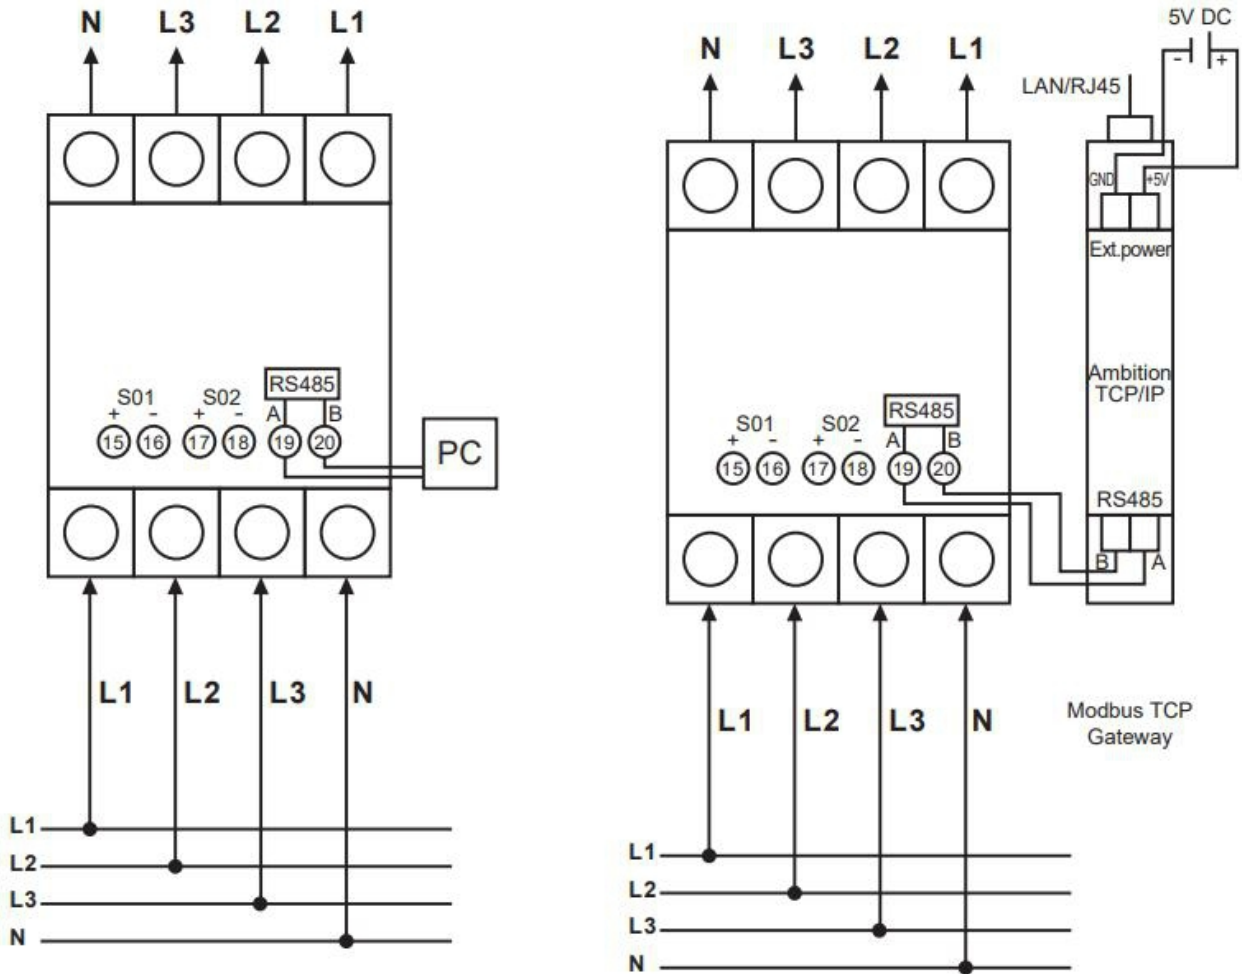 N L3 L2 L1
RS485
S01 S02 A B
+ - + -
15 16 17 18 19 20
PC
L1 L2 L3 N
L1
L2
L3
N
5V DC
- +
N L3 L2 L1
LAN/RJ45
GND +5V
Ext.power
Ambition
TCP/IP
RS485
S01 S02 A B
+ - + -
15 16 17 18 19 20
RS485
B A
L1 L2 L3 N
Modbus TCP
Gateway
L1
L2
L3
N